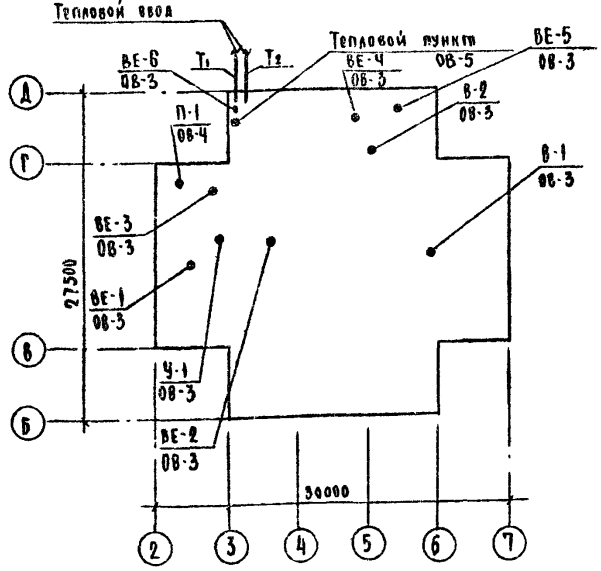 Тепловой ввод
ВЕ-6
ОВ-3
Т1
Т2
Тепловой пункт
ОВ-5
ВЕ-4
ОВ-3
ВЕ-5
ОВ-3
В-2
ОВ-3
Д
П-1
ОВ-4
Г
В-1
ОВ-3
ВЕ-3
ОВ-3
27500
ВЕ-1
ОВ-3
В
У-1
ОВ-3
Б
ВЕ-2
ОВ-3
30000
2
3
4
5
6
7